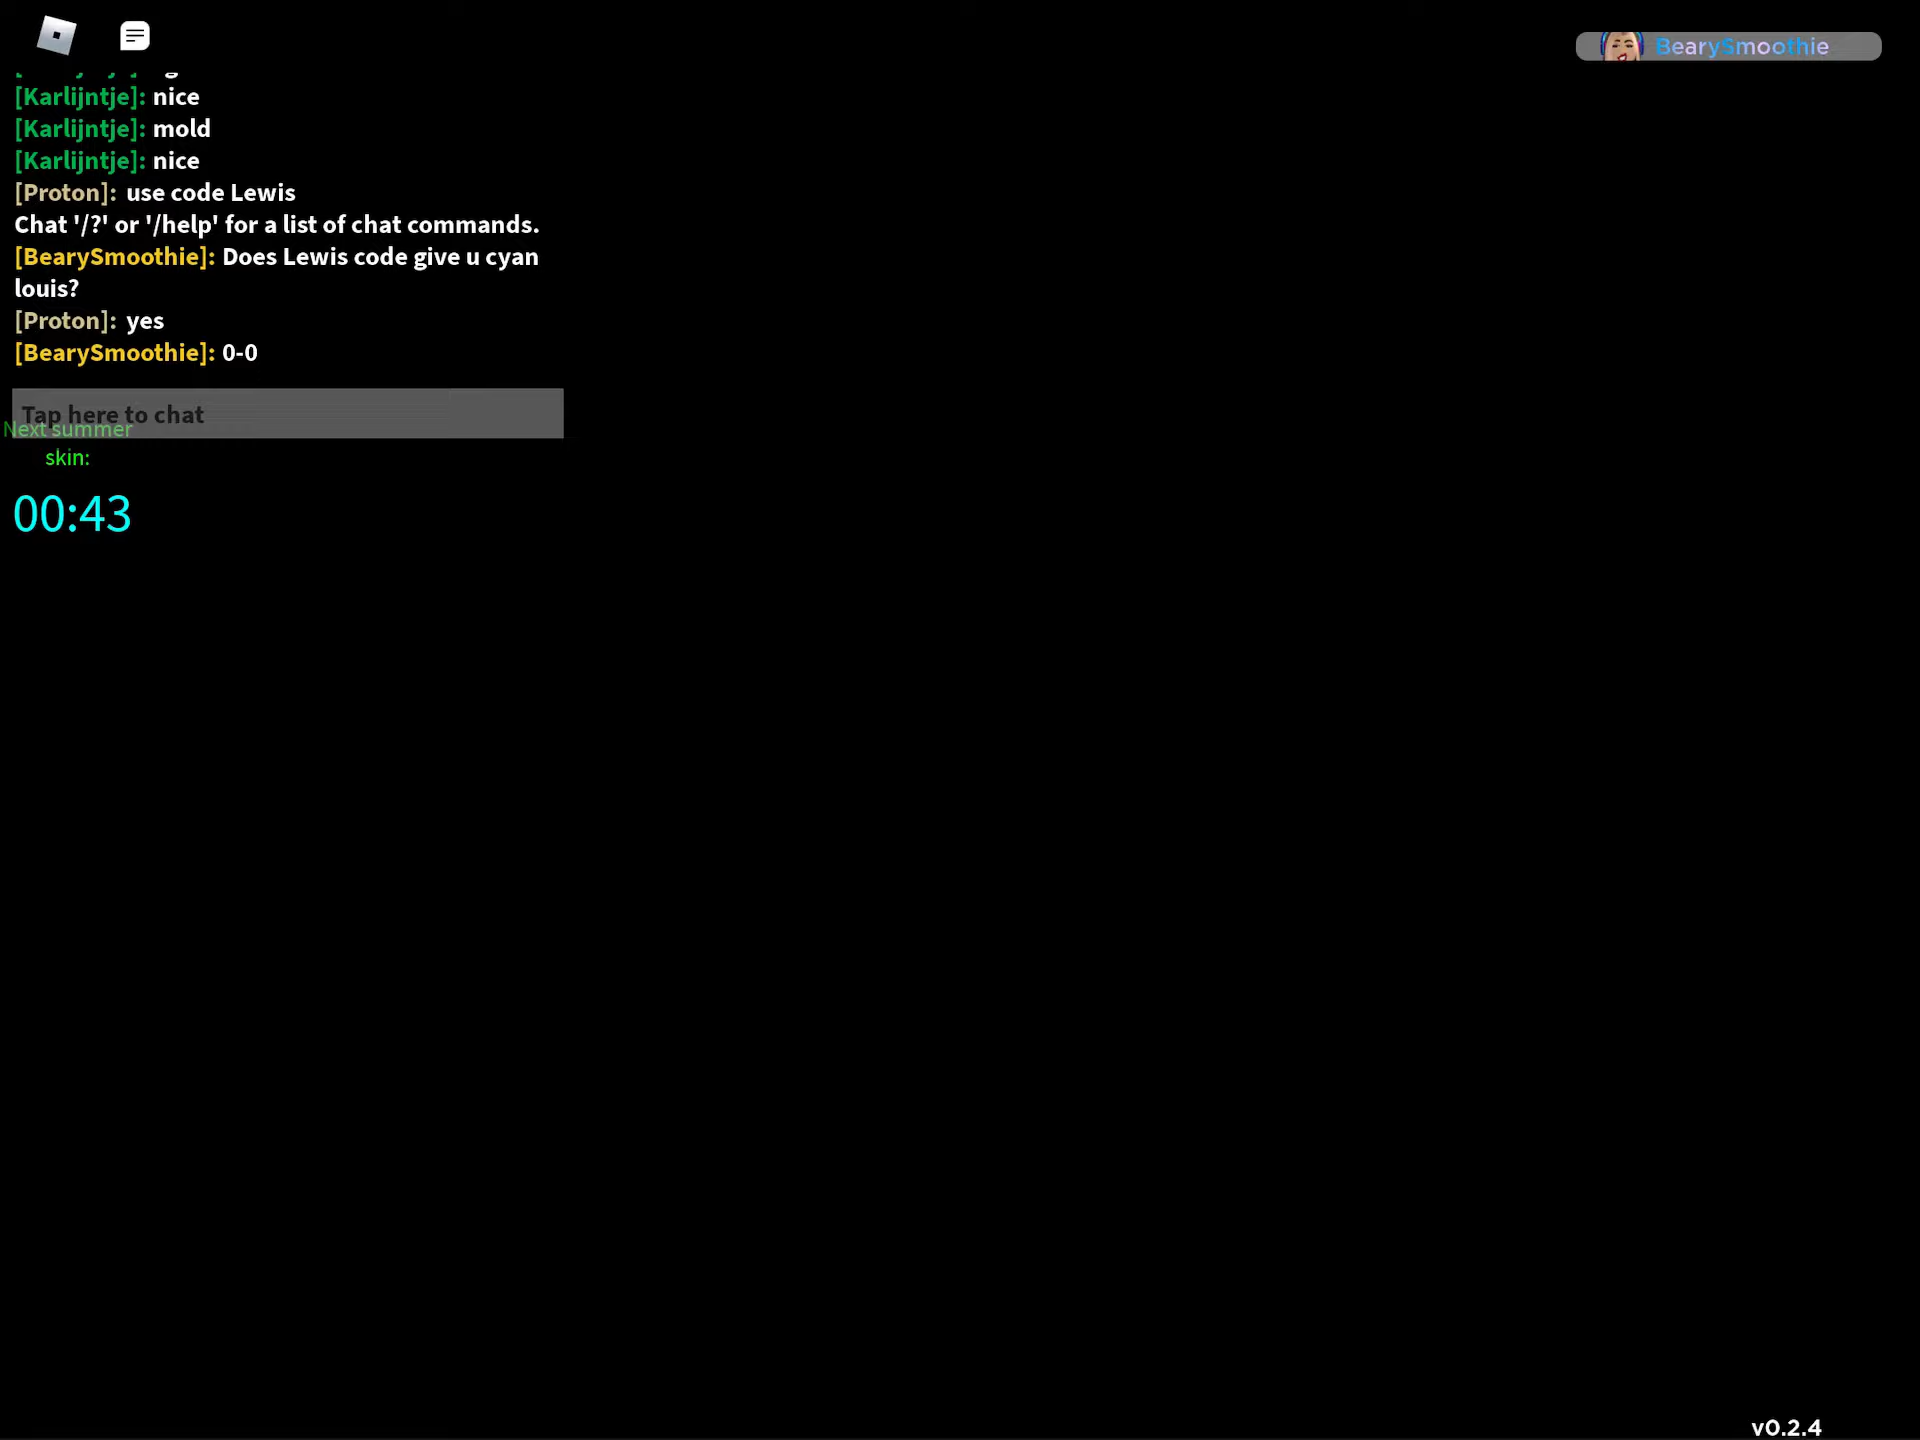 BearySmoothie
[Karlijntje]: nice
[Karlijntje]: mold
[Karlijntje]: nice
[Proton]: use code Lewis
Chat '/?' or '/help' for a list of chat commands.
[BearySmoothie]: Does Lewis code give u cyan
louis?
[Proton]: yes
[BearySmoothie]: 0-0
Tap here to chat
Next summer
skin:
00:43
v0.2.4